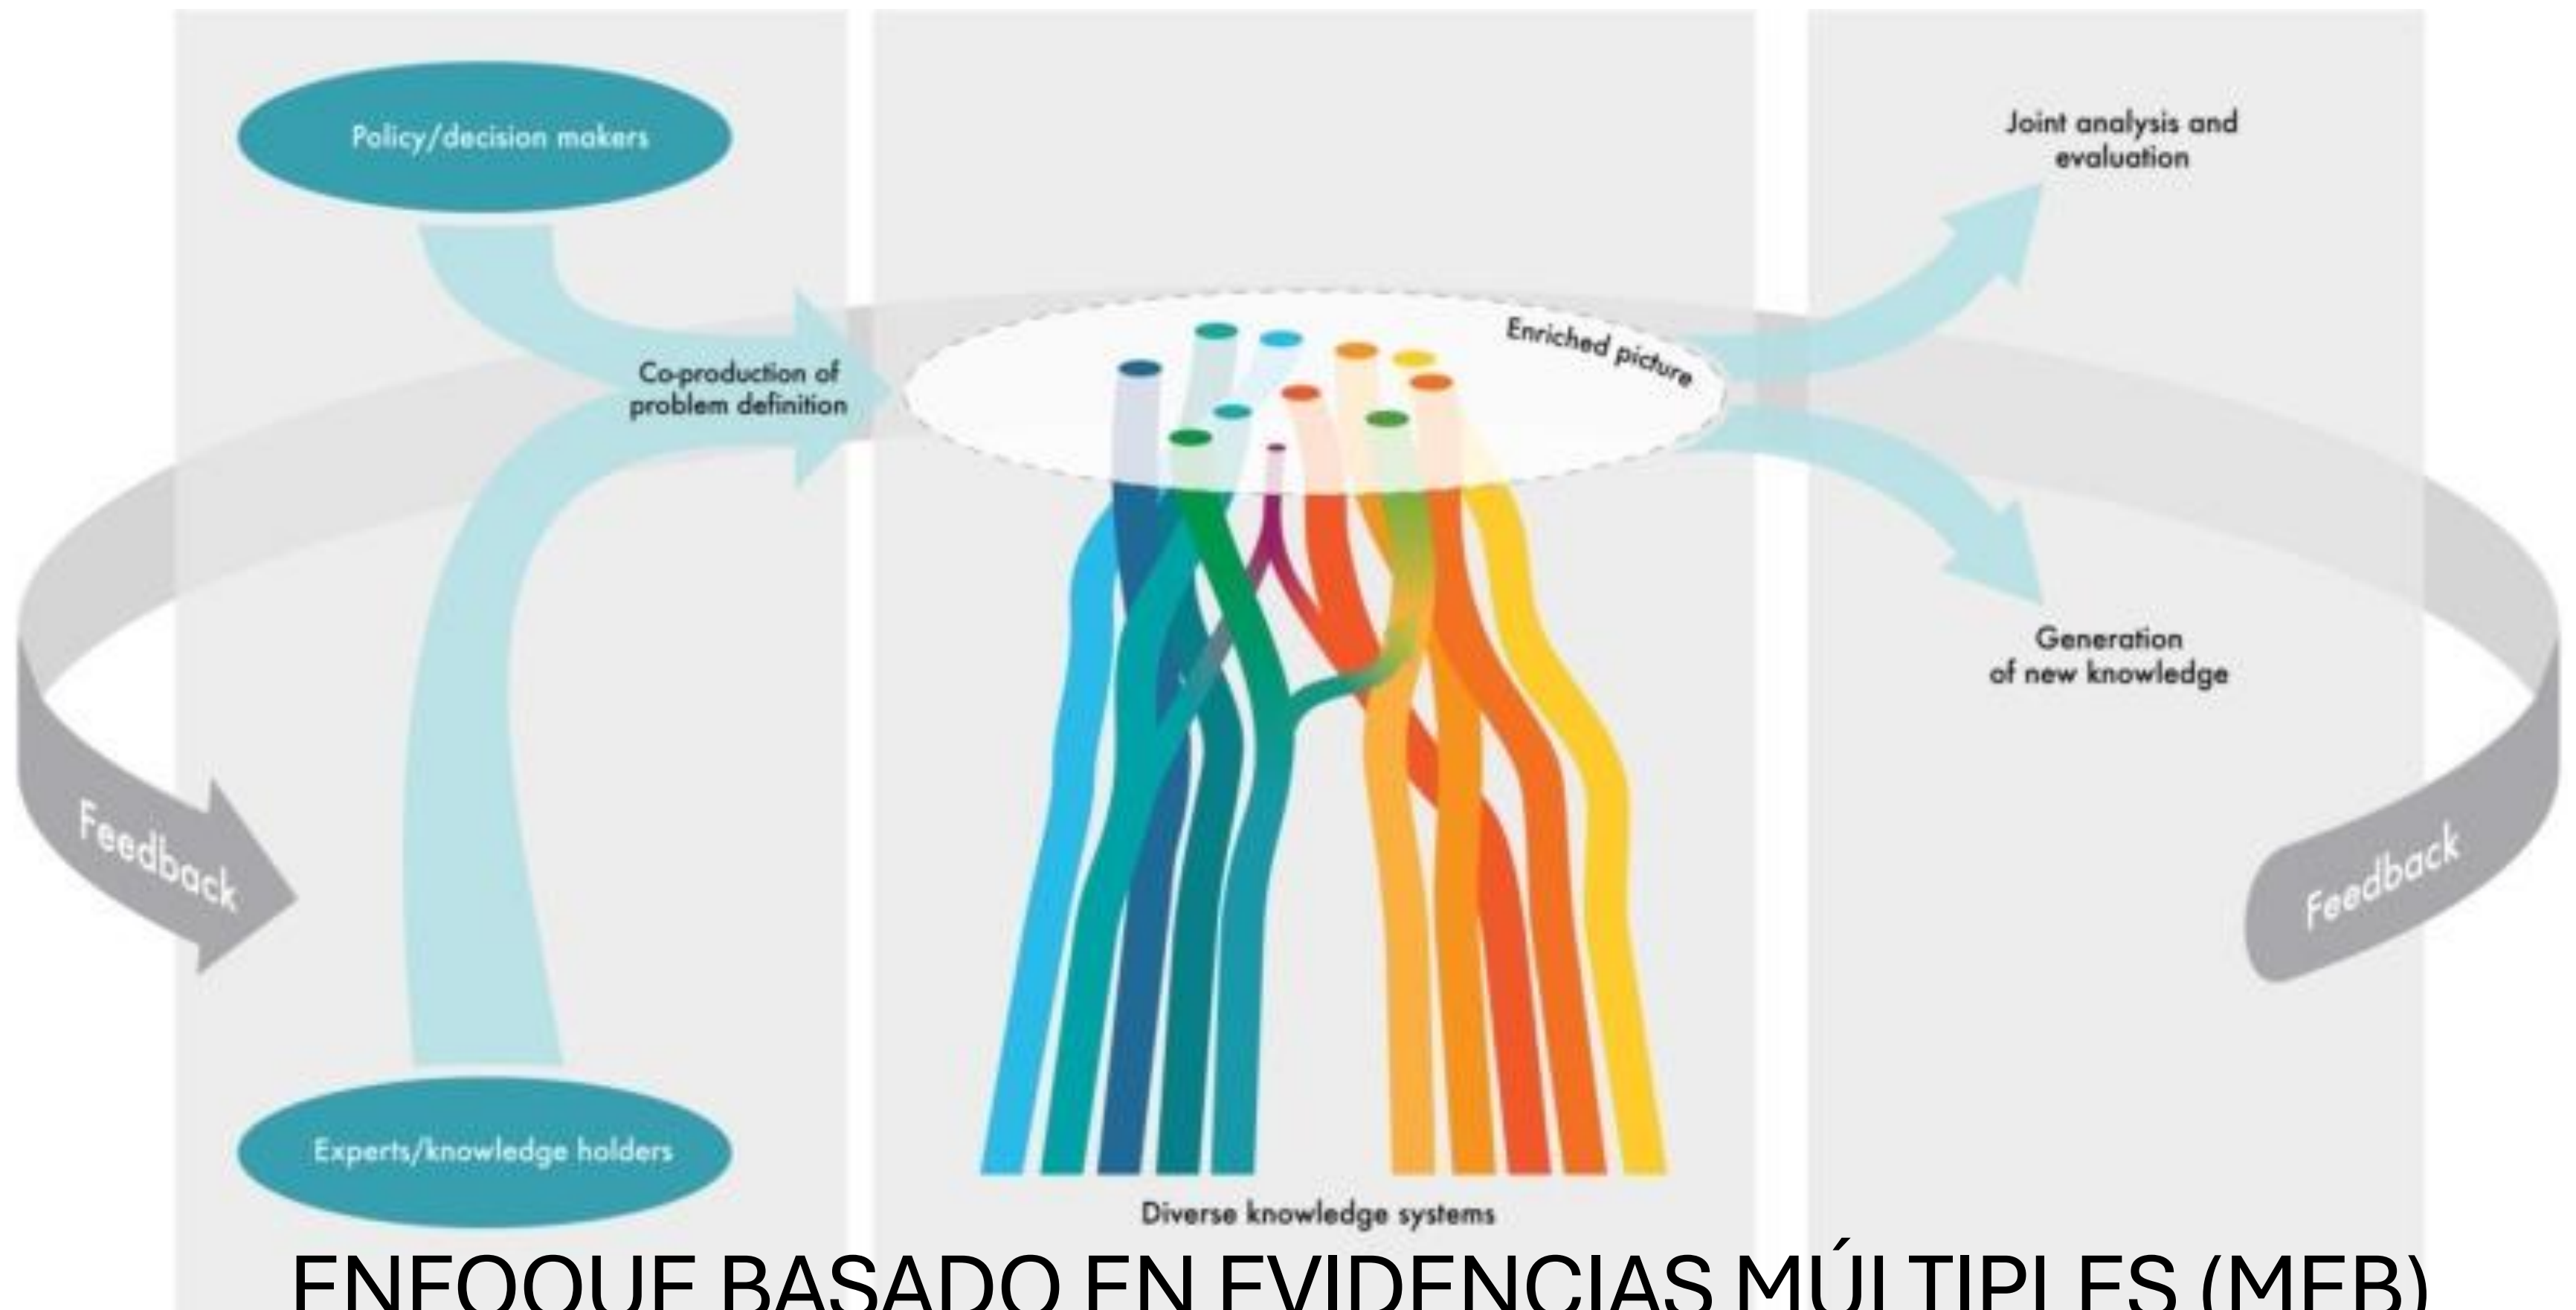 Policy/decision makers
Co-production of
problem definition
Experts/knowledge holders
Feedback
Enriched picture
Diverse knowledge systems
Joint analysis and
evaluation
Generation
of new knowledge
Feedback
ENFOQUE BASADO EN EVIDENCIAS MÚLTIPLES (MEB)